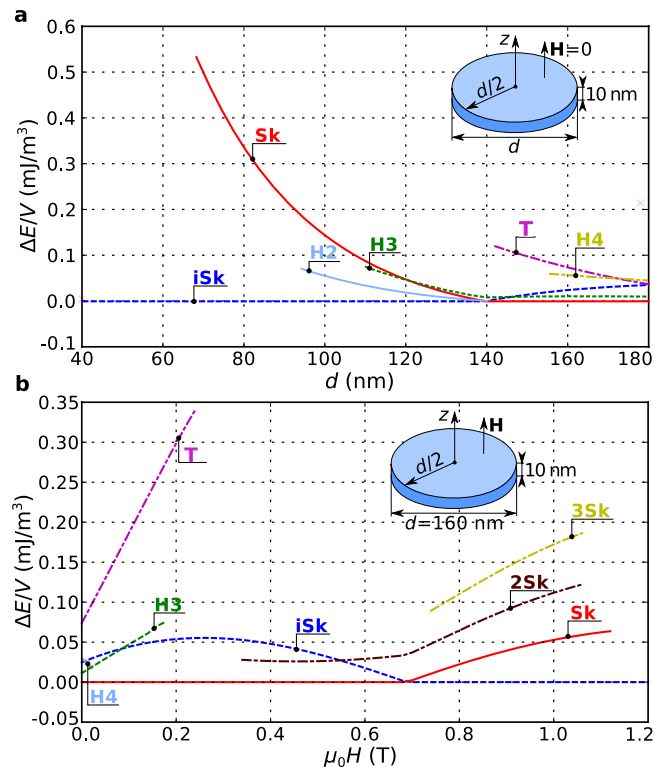 a
0.6
0.5
0.4
0.3
0.2
0.1
0.0
-0.1
ΔE/V (mJ/m³)
40
60
80
100
120
140
160
180
d (nm)
Sk
H2
H3
iSk
T
H4
z
H=0
d/2
10 nm
d
b
0.35
0.30
0.25
0.20
0.15
0.10
0.05
0.00
-0.05
ΔE/V (mJ/m³)
0.0
0.2
0.4
0.6
0.8
1.0
1.2
μ₀H (T)
T
H3
iSk
H4
3Sk
2Sk
Sk
z
H
d/2
10 nm
d=160 nm